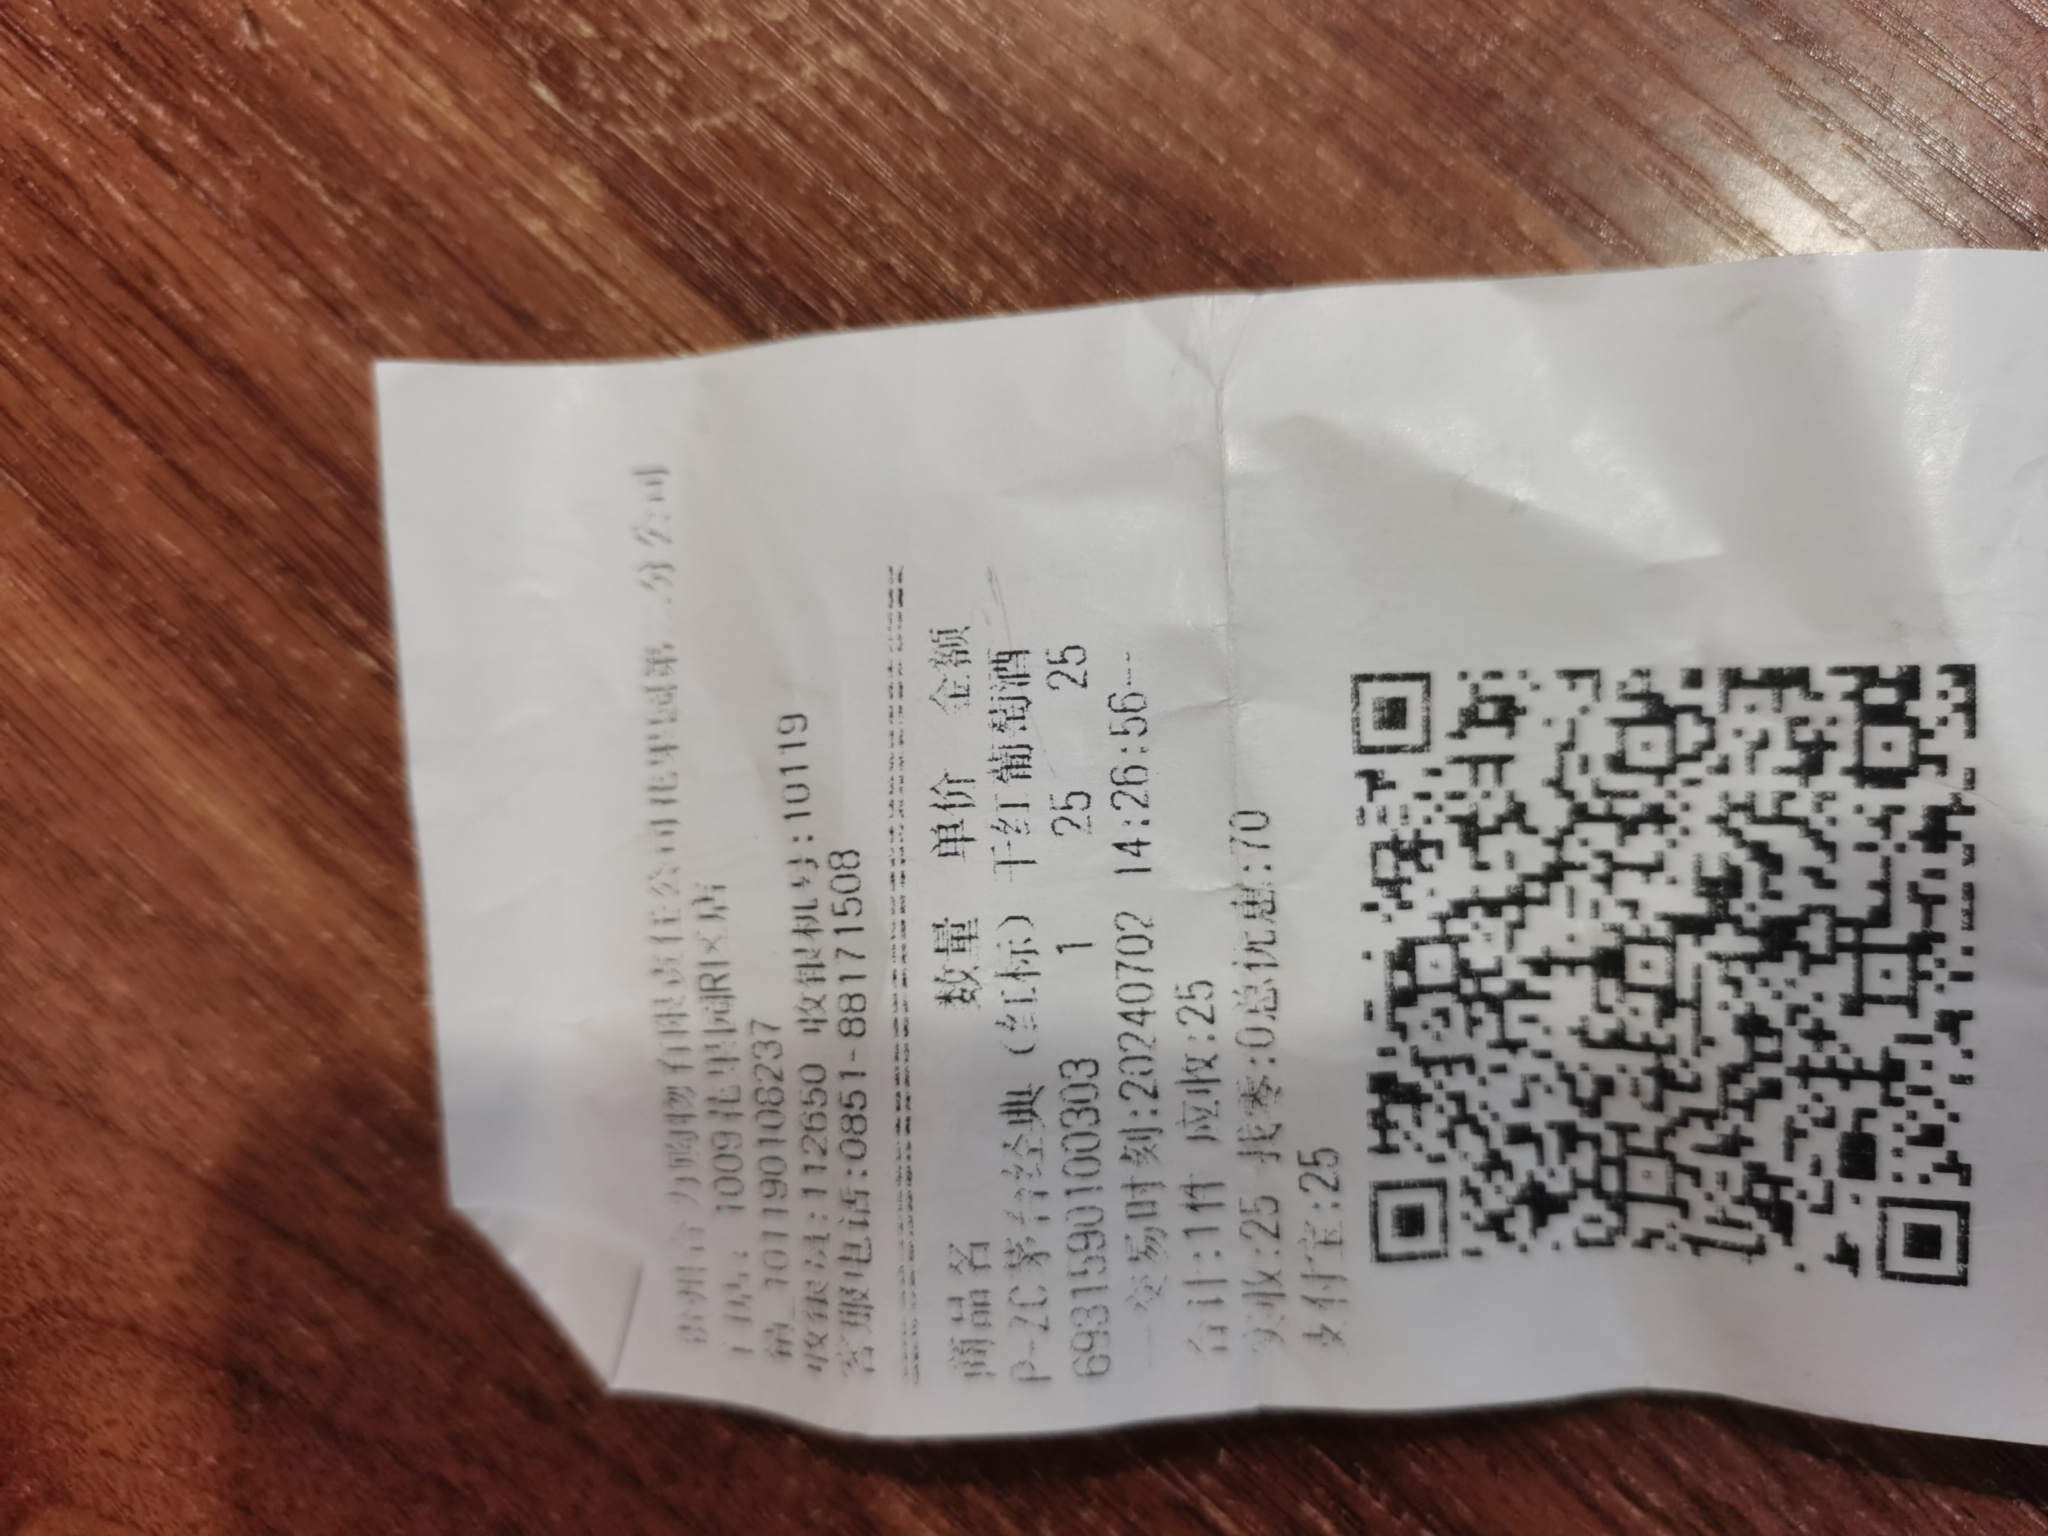 贵州合力购物有限责任公司花果园第一分公司
门店: 1009花果园RIX店
销_1011901082237
收银员:112650 收银机号:10119
客服电话:0851-88171508
商品名 数量 单价 金额
P-ZC茅台经典(红标)干红葡萄酒
6931590100303 1 25 25
--交易时刻:20240702 14:26:56--
合计:1件 应收:25
实收:25 找零:0总优惠:70
支付宝:25